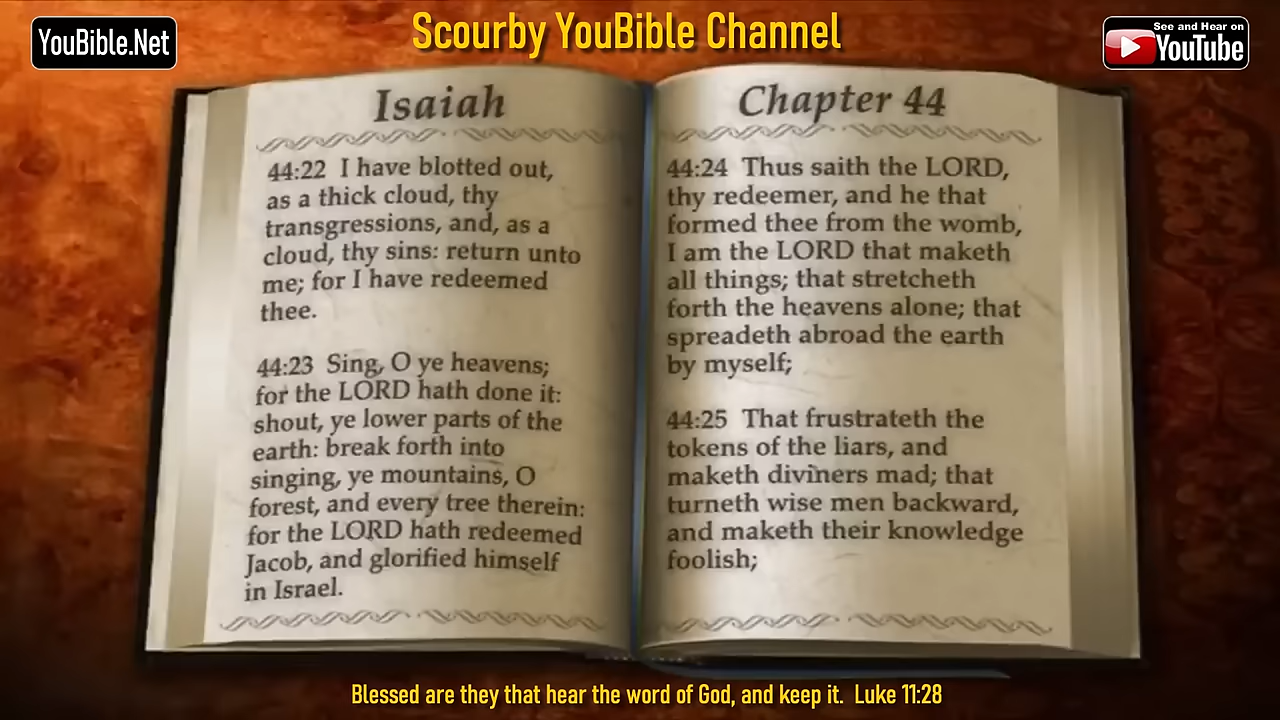 YouBible.Net
Scourby YouBible Channel
See and Hear on
YouTube
Isaiah
44:22 I have blotted out,
as a thick cloud, thy
transgressions, and, as a
cloud, thy sins: return unto
me; for I have redeemed
thee.
44:23 Sing, O ye heavens;
for the LORD hath done it:
shout, ye lower parts of the
earth: break forth into
singing, ye mountains, O
forest, and every tree therein:
for the LORD hath redeemed
Jacob, and glorified himself
in Israel.
Chapter 44
44:24 Thus saith the LORD,
thy redeemer, and he that
formed thee from the womb,
I am the LORD that maketh
all things; that stretcheth
forth the heavens alone; that
spreadeth abroad the earth
by myself;
44:25 That frustrateth the
tokens of the liars, and
maketh diviners mad; that
turneth wise men backward,
and maketh their knowledge
foolish;
Blessed are they that hear the word of God, and keep it. Luke 11:28